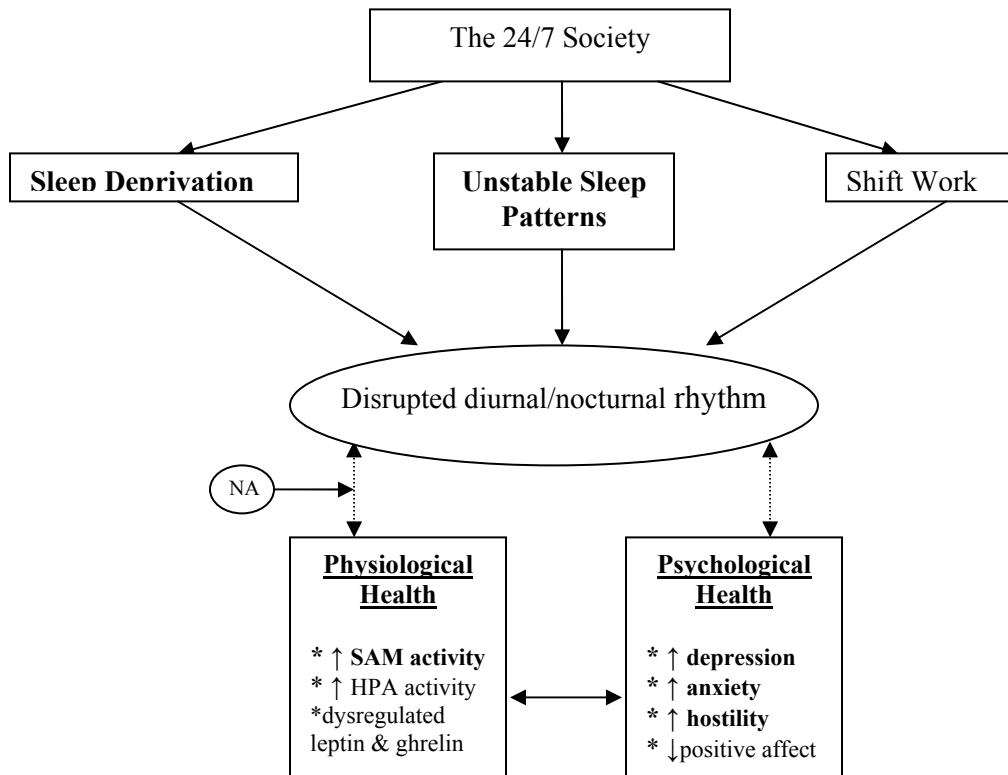 The 24/7 Society
Sleep Deprivation
Unstable Sleep
Patterns
Shift Work
Disrupted diurnal/nocturnal rhythm
NA
Physiological
Health
* ↑ SAM activity
* ↑ HPA activity
*dysregulated
leptin & ghrelin
Psychological
Health
* ↑ depression
* ↑ anxiety
* ↑ hostility
* ↓positive affect